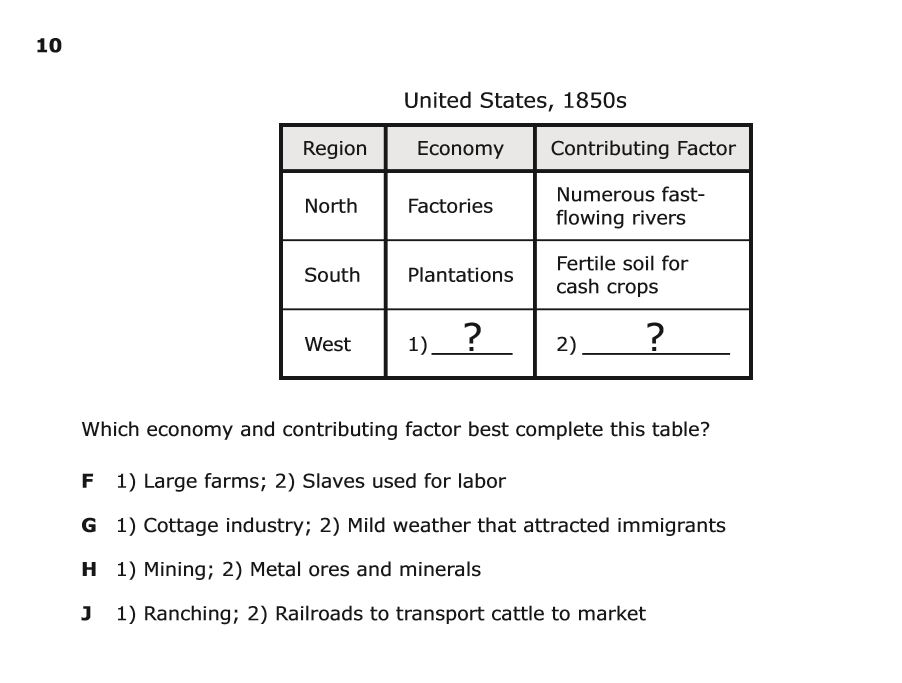 10
United States, 1850s
Region Economy Contributing Factor
North Factories Numerous fast-
flowing rivers
South Plantations Fertile soil for
cash crops
West 1) ? 2) ?
Which economy and contributing factor best complete this table?
F 1) Large farms; 2) Slaves used for labor
G 1) Cottage industry; 2) Mild weather that attracted immigrants
H 1) Mining; 2) Metal ores and minerals
J 1) Ranching; 2) Railroads to transport cattle to market